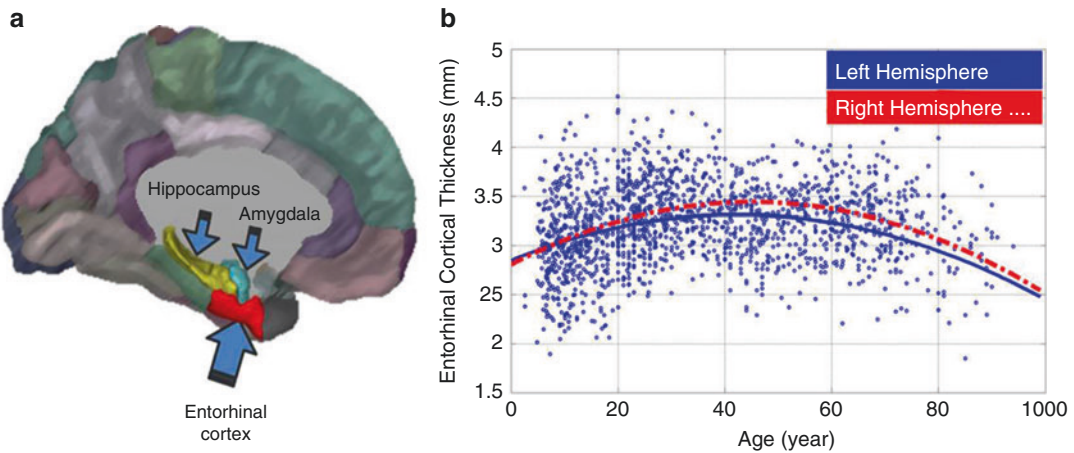 a
Hippocampus
Amygdala
Entorhinal
cortex
b
Entorhinal Cortical Thickness (mm)
5
4.5
4
3.5
3
25
2
1.5
Left Hemisphere
Right Hemisphere ....
0
20
40
60
80
1000
Age (year)